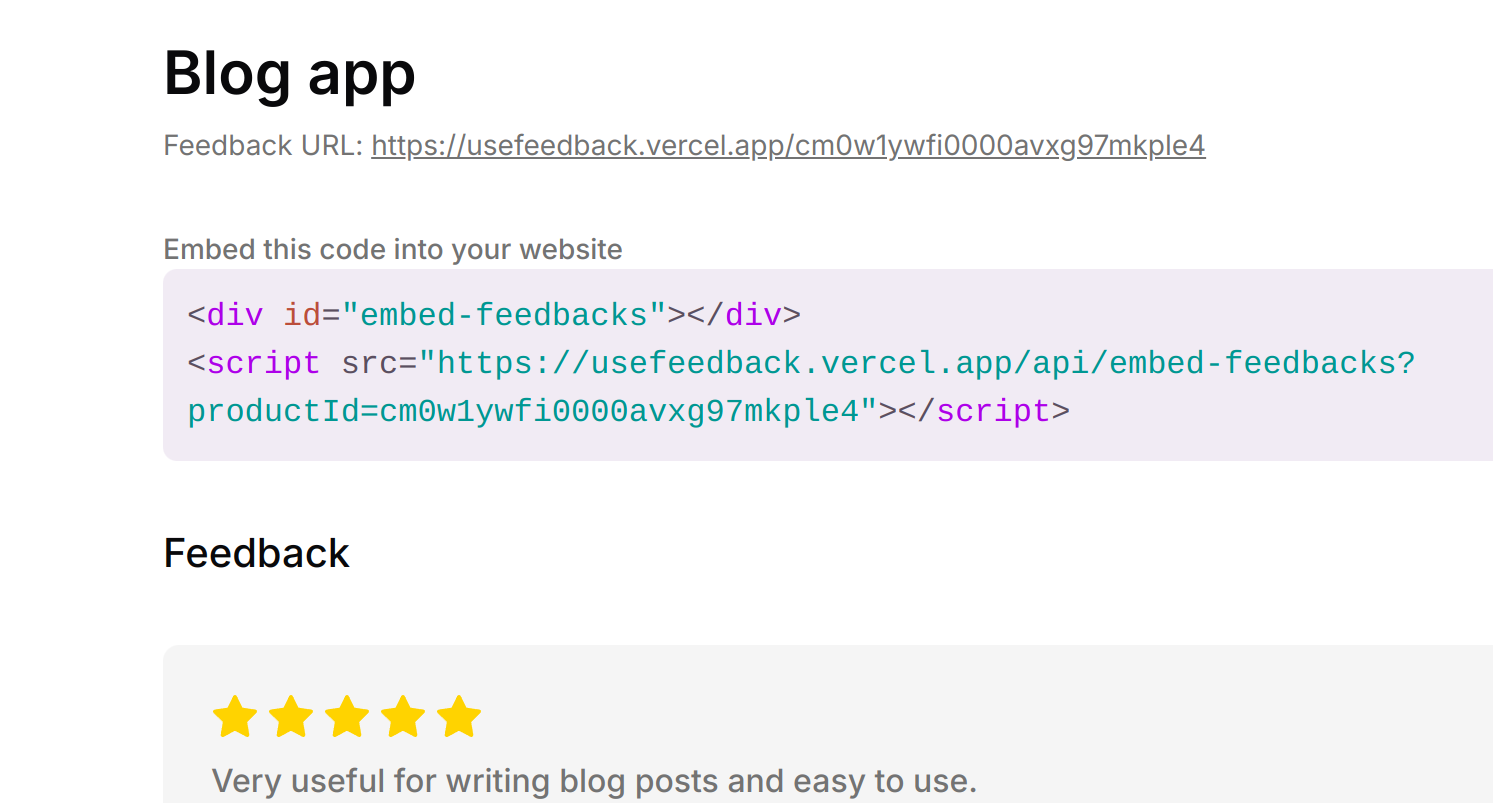 Blog app
Feedback URL: https://usefeedback.vercel.app/cm0w1ywfi0000avxg97mkple4
Embed this code into your website
<div id="embed-feedbacks"></div>
<script src="https://usefeedback.vercel.app/api/embed-feedbacks?
productId=cm0w1ywfi0000avxg97mkple4"></script>
Feedback
Very useful for writing blog posts and easy to use.